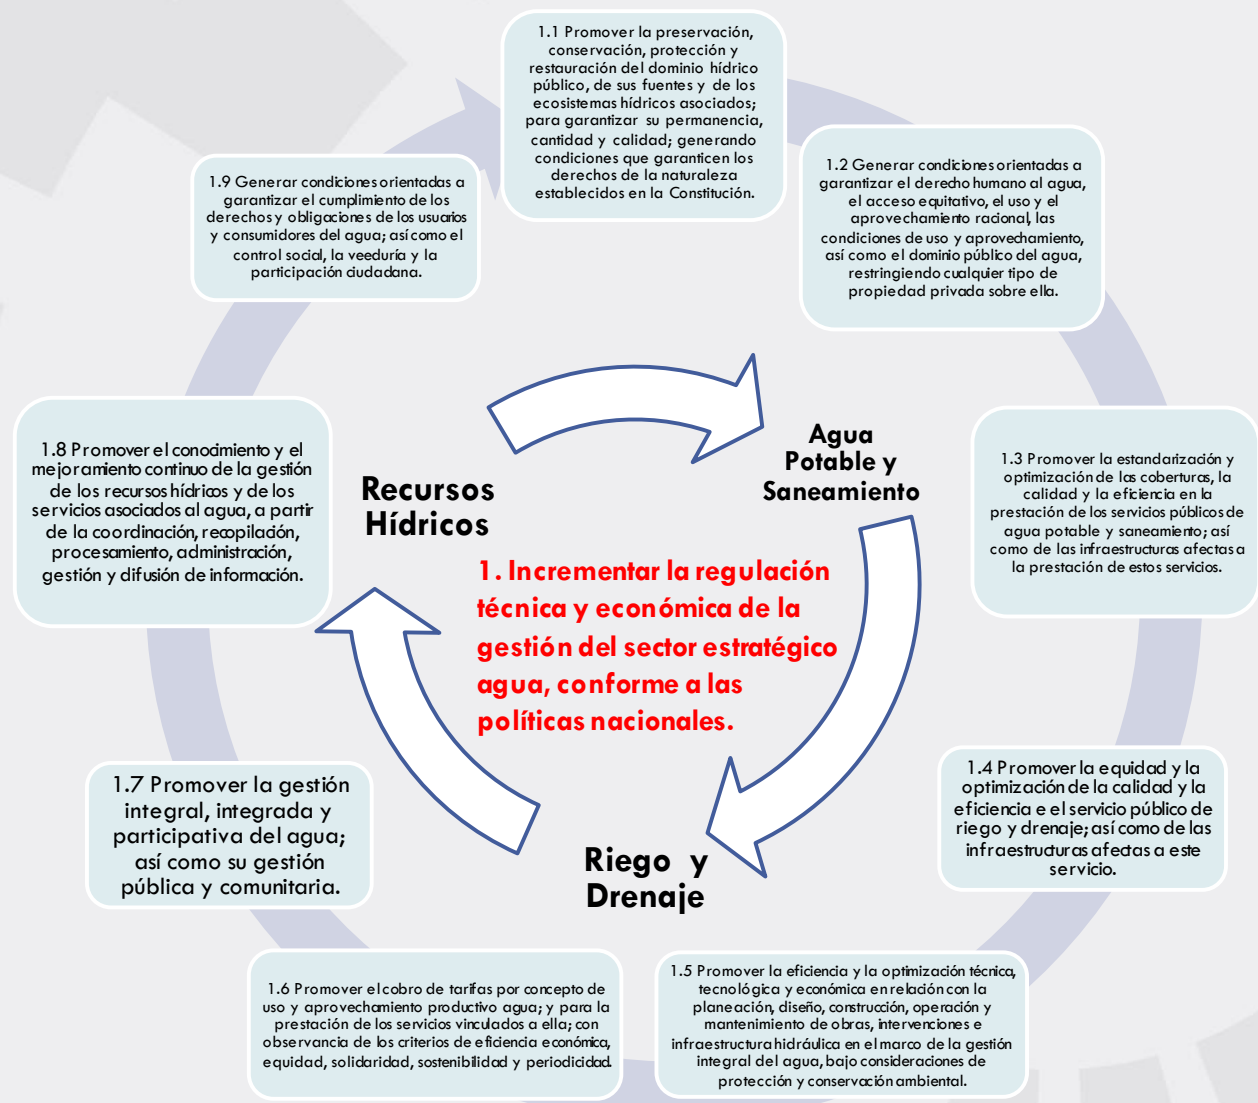 1.1 Promover la preservación,
conservación, protección y
restauración del dominio hídrico
público, de sus fuentes y de los
ecosistemas hídricos asociados;
para garantizar su permanencia,
cantidad y calidad; generando
condiciones que garanticen los
derechos de la naturaleza
establecidos en la Constitución.
1.2 Generar condiciones orientadas a
garantizar el derecho humano al agua,
el acceso equitativo, el uso y el
aprovechamiento racional, las
condiciones de uso y aprovechamiento,
así como el dominio público del agua,
restringiendo cualquier tipo de
propiedad privada sobre ella.
1.3 Promover la estandarización y
optimización de las coberturas, la
calidad y la eficiencia en la
prestación de los servicios públicos de
agua potable y saneamiento; así
como de las infraestructuras afectas a
la prestación de estos servicios.
1.4 Promover la equidad y la
optimización de la calidad y la
eficiencia e el servicio público de
riego y drenaje; así como de las
infraestructuras afectas a este
servicio.
1.5 Promover la eficiencia y la optimización técnica,
tecnológica y económica en relación con la
planeación, diseño, construcción, operación y
mantenimiento de obras, intervenciones e
infraestructura hidráulica en el marco de la gestión
integral del agua, bajo consideraciones de
protección y conservación ambiental.
1.6 Promover el cobro de tarifas por concepto de
uso y aprovechamiento productivo agua; y para la
prestación de los servicios vinculados a ella; con
observancia de los criterios de eficiencia económica,
equidad, solidaridad, sostenibilidad y periodicidad.
1.7 Promover la gestión
integral, integrada y
participativa del agua;
así como su gestión
pública y comunitaria.
1.8 Promover el conocimiento y el
mejoramiento continuo de la gestión
de los recursos hídricos y de los
servicios asociados al agua, a partir
de la coordinación, recopilación,
procesamiento, administración,
gestión y difusión de información.
1.9 Generar condiciones orientadas a
garantizar el cumplimiento de los
derechos y obligaciones de los usuarios
y consumidores del agua; así como el
control social, la veeduría y la
participación ciudadana.
Recursos
Hídricos
Agua
Potable y
Saneamiento
1. Incrementar la regulación
técnica y económica de la
gestión del sector estratégico
agua, conforme a las
políticas nacionales.
Riego y
Drenaje